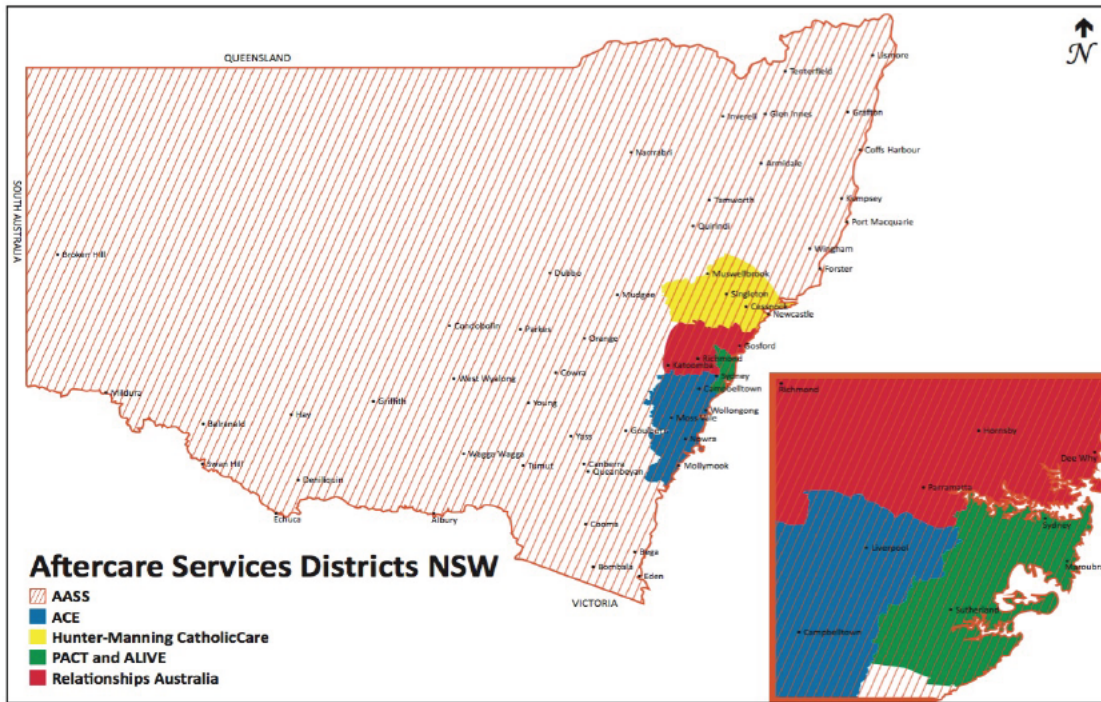 N
QUEENSLAND
Lismore
Tenterfield
Inverell
Glen Innes
Grafton
Narrabri
Coffs Harbour
Armidale
SOUTH AUSTRALIA
Tamworth
Kempsey
Port Macquarie
Quirindi
Wingham
Broken Hill
Forster
Dubbo
Muswellbrook
Mudgee
Singleton
Cessnock
Newcastle
Condobolin
Parkes
Orange
Gosford
Richmond
Katoomba
Sydney
Cowra
West Wyalong
Campbelltown
Mildura
Griffith
Young
Wollongong
Hay
Moss Vale
Balranald
Goulburn
Yass
Nowra
Wagga Wagga
Swan Hill
Tumut
Canberra
Queanbeyan
Mollymook
Deniliquin
Echuca
Albury
Cooma
Bega
Bombala
Eden
VICTORIA
Richmond
Hornsby
Dee Why
Parramatta
Sydney
Liverpool
Maroubr
Sutherland
Campbelltown
Aftercare Services Districts NSW
AASS
ACE
Hunter-Manning CatholicCare
PACT and ALIVE
Relationships Australia